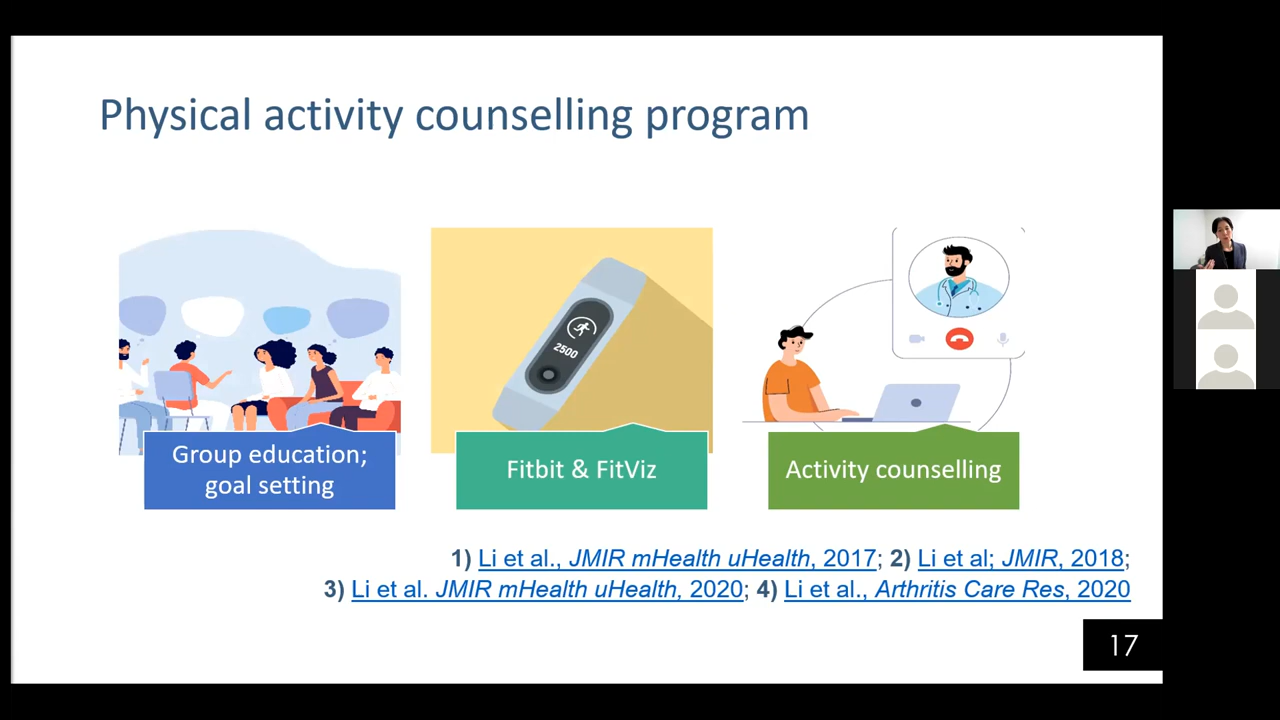 Physical activity counselling program
2500
Group education;
goal setting
Fitbit & FitViz
Activity counselling
1) Li et al., JMIR mHealth uHealth, 2017; 2) Li et al; JMIR, 2018;
3) Li et al. JMIR mHealth uHealth, 2020; 4) Li et al., Arthritis Care Res, 2020
17